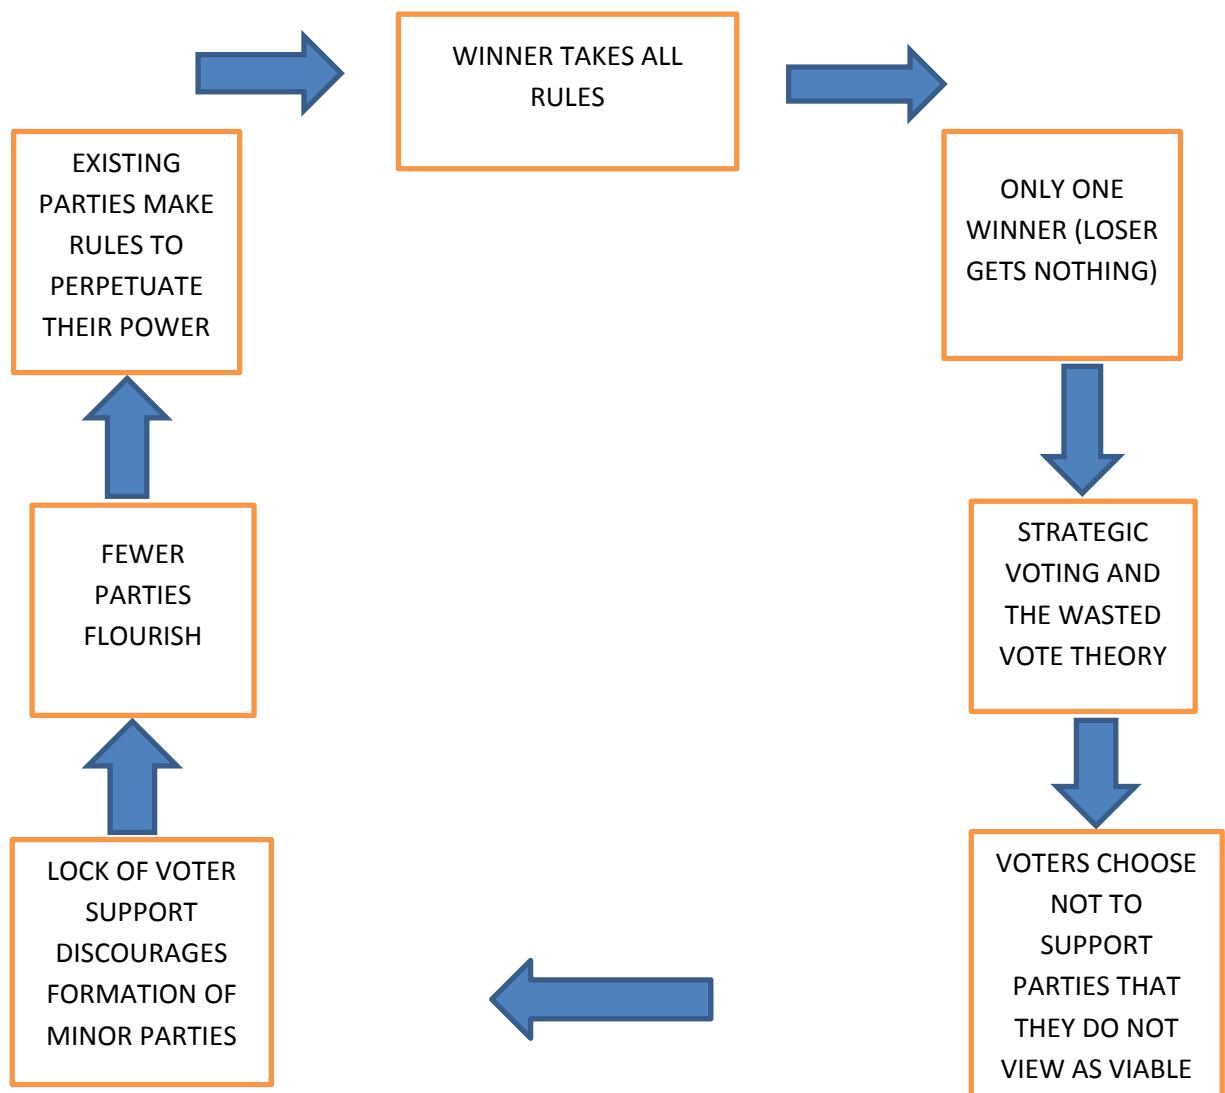 WINNER TAKES ALL
RULES
ONLY ONE
WINNER (LOSER
GETS NOTHING)
STRATEGIC
VOTING AND
THE WASTED
VOTE THEORY
VOTERS CHOOSE
NOT TO
SUPPORT
PARTIES THAT
THEY DO NOT
VIEW AS VIABLE
LOCK OF VOTER
SUPPORT
DISCOURAGES
FORMATION OF
MINOR PARTIES
FEWER
PARTIES
FLOURISH
EXISTING
PARTIES MAKE
RULES TO
PERPETUATE
THEIR POWER